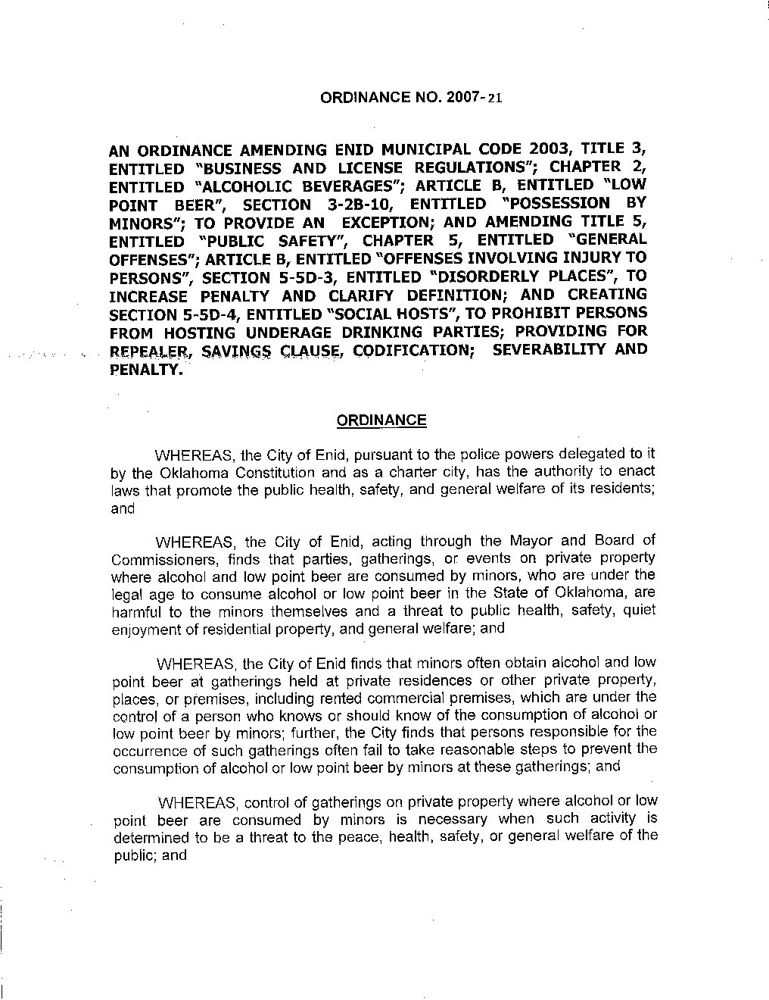 ORDINANCE NO. 2007-21
AN ORDINANCE AMENDING ENID MUNICIPAL CODE 2003, TITLE 3,
ENTITLED "BUSINESS AND LICENSE REGULATIONS"; CHAPTER 2,
ENTITLED "ALCOHOLIC BEVERAGES"; ARTICLE B, ENTITLED "LOW
POINT BEER", SECTION 3-2B-10, ENTITLED "POSSESSION BY
MINORS"; TO PROVIDE AN EXCEPTION; AND AMENDING TITLE 5,
ENTITLED "PUBLIC SAFETY", CHAPTER 5, ENTITLED "GENERAL
OFFENSES"; ARTICLE B, ENTITLED "OFFENSES INVOLVING INJURY TO
PERSONS", SECTION 5-5D-3, ENTITLED "DISORDERLY PLACES", TO
INCREASE PENALTY AND CLARIFY DEFINITION; AND CREATING
SECTION 5-5D-4, ENTITLED "SOCIAL HOSTS", TO PROHIBIT PERSONS
FROM HOSTING UNDERAGE DRINKING PARTIES; PROVIDING FOR
REPEALER, SAVINGS CLAUSE, CODIFICATION; SEVERABILITY AND
PENALTY.
ORDINANCE
WHEREAS, the City of Enid, pursuant to the police powers delegated to it
by the Oklahoma Constitution and as a charter city, has the authority to enact
laws that promote the public health, safety, and general welfare of its residents;
and
WHEREAS, the City of Enid, acting through the Mayor and Board of
Commissioners, finds that parties, gatherings, or events on private property
where alcohol and low point beer are consumed by minors, who are under the
legal age to consume alcohol or low point beer in the State of Oklahoma, are
harmful to the minors themselves and a threat to public health, safety, quiet
enjoyment of residential property, and general welfare; and
WHEREAS, the City of Enid finds that minors often obtain alcohol and low
point beer at gatherings held at private residences or other private property,
places, or premises, including rented commercial premises, which are under the
control of a person who knows or should know of the consumption of alcohol or
low point beer by minors; further, the City finds that persons responsible for the
occurrence of such gatherings often fail to take reasonable steps to prevent the
consumption of alcohol or low point beer by minors at these gatherings; and
WHEREAS, control of gatherings on private property where alcohol or low
point beer are consumed by minors is necessary when such activity is
determined to be a threat to the peace, health, safety, or general welfare of the
public; and